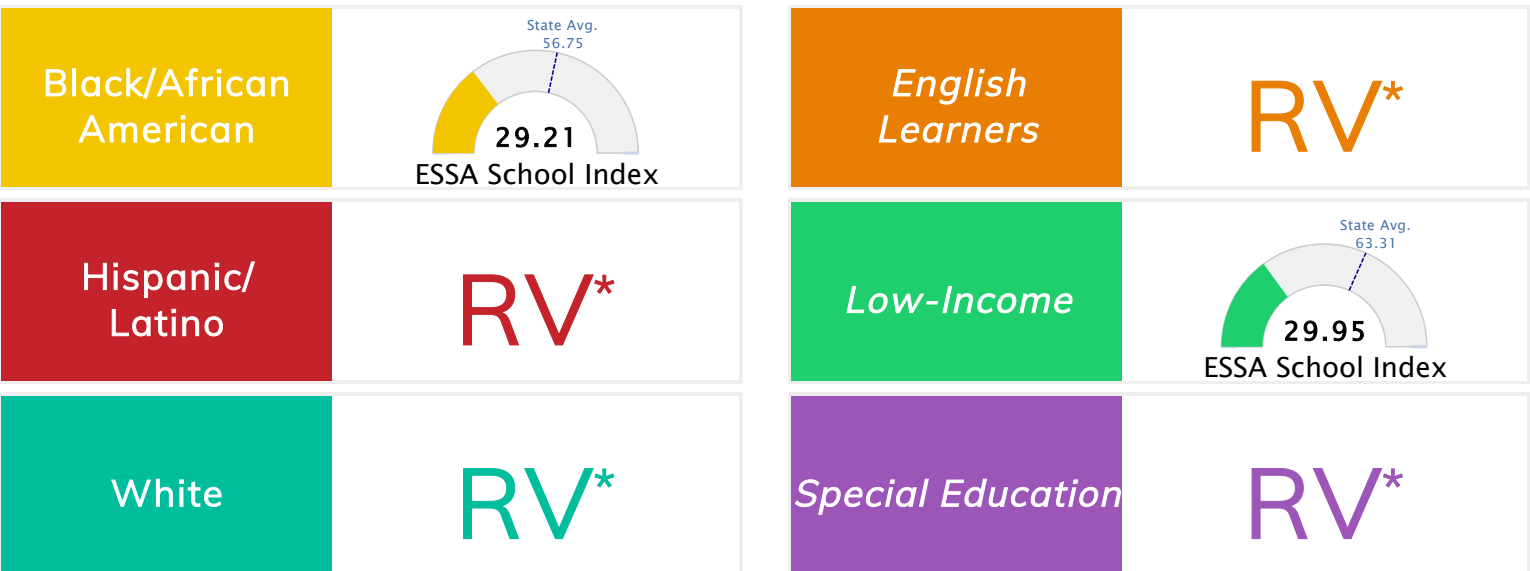 Black/African
American
State Avg.
56.75
29.21
ESSA School Index
English
Learners
RV*
Hispanic/
Latino
RV*
Low-Income
State Avg.
63.31
29.95
ESSA School Index
White
RV*
Special Education
RV*